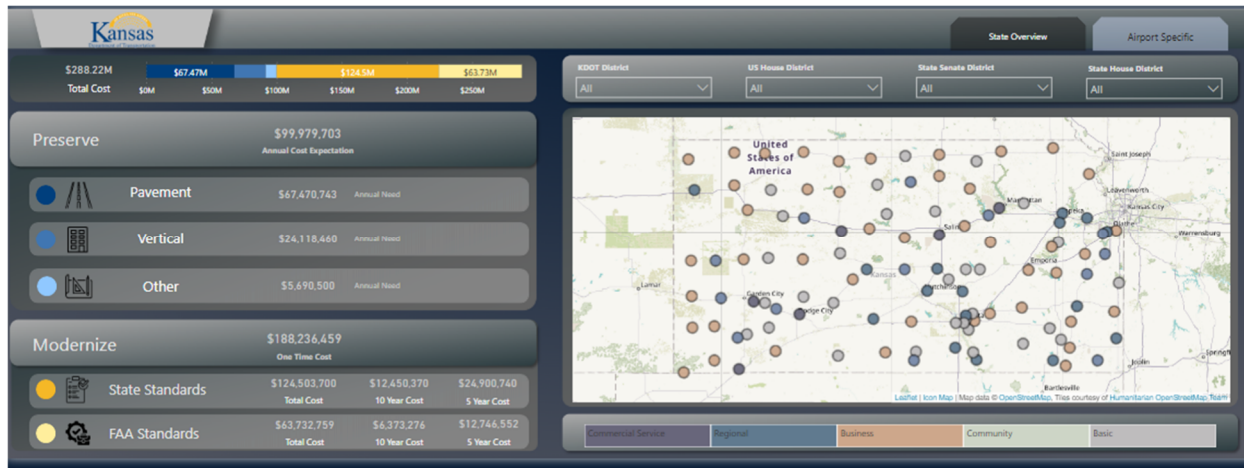 Kansas
Department of Transportation
State Overview
Airport Specific
$288.22M
Total Cost
$67.47M
$124.5M
$63.73M
$0M $50M $100M $150M $200M $250M
KDOT District
US House District
State Senate District
State House District
All
All
All
All
Preserve
$99,979,703
Annual Cost Expectation
Pavement
$67,470,743 Annual Need
Vertical
$24,118,460 Annual Need
Other
$5,690,500 Annual Need
Modernize
$188,236,459
One Time Cost
State Standards
$124,503,700 $12,450,370 $24,900,740
Total Cost 10 Year Cost 5 Year Cost
FAA Standards
$63,732,759 $6,373,276 $12,746,552
Total Cost 10 Year Cost 5 Year Cost
United
States of
America
Saint Joseph
Leavenworth
Kansas City
Warrensburg
Emporia
Kansas
Lamar
Garden City
Dodge City
Joplin
Bartlesville
Leaflet | Icon Map | Map data © OpenStreetMap, Tiles courtesy of Humanitarian OpenStreetMap Team
Commercial Service
Regional
Business
Community
Basic